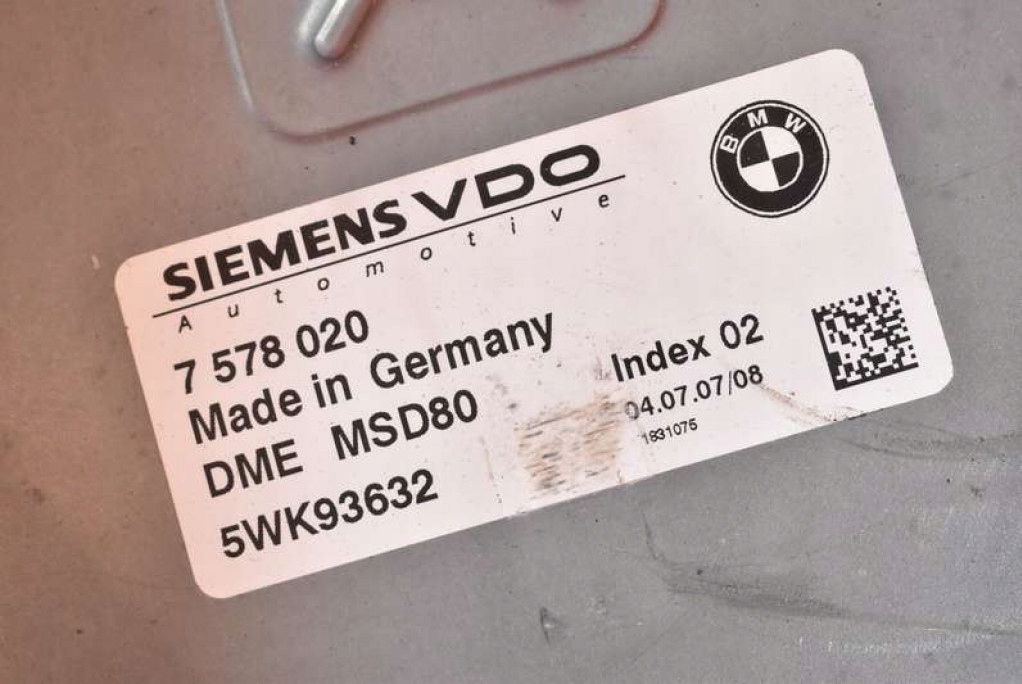 SIEMENS VDO
Automotive
BMW
7 578 020
Made in Germany
DME MSD80
5WK93632
Index 02
04.07.07/08
1831075